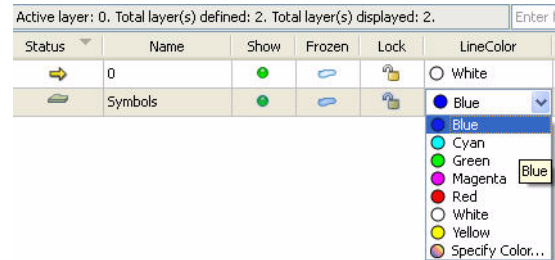 Active layer: 0. Total layer(s) defined: 2. Total layer(s) displayed: 2.
Enter
Status Name Show Frozen Lock LineColor
0 White
Symbols Blue
Blue
Cyan
Green
Magenta
Blue
Red
White
Yellow
Specify Color...